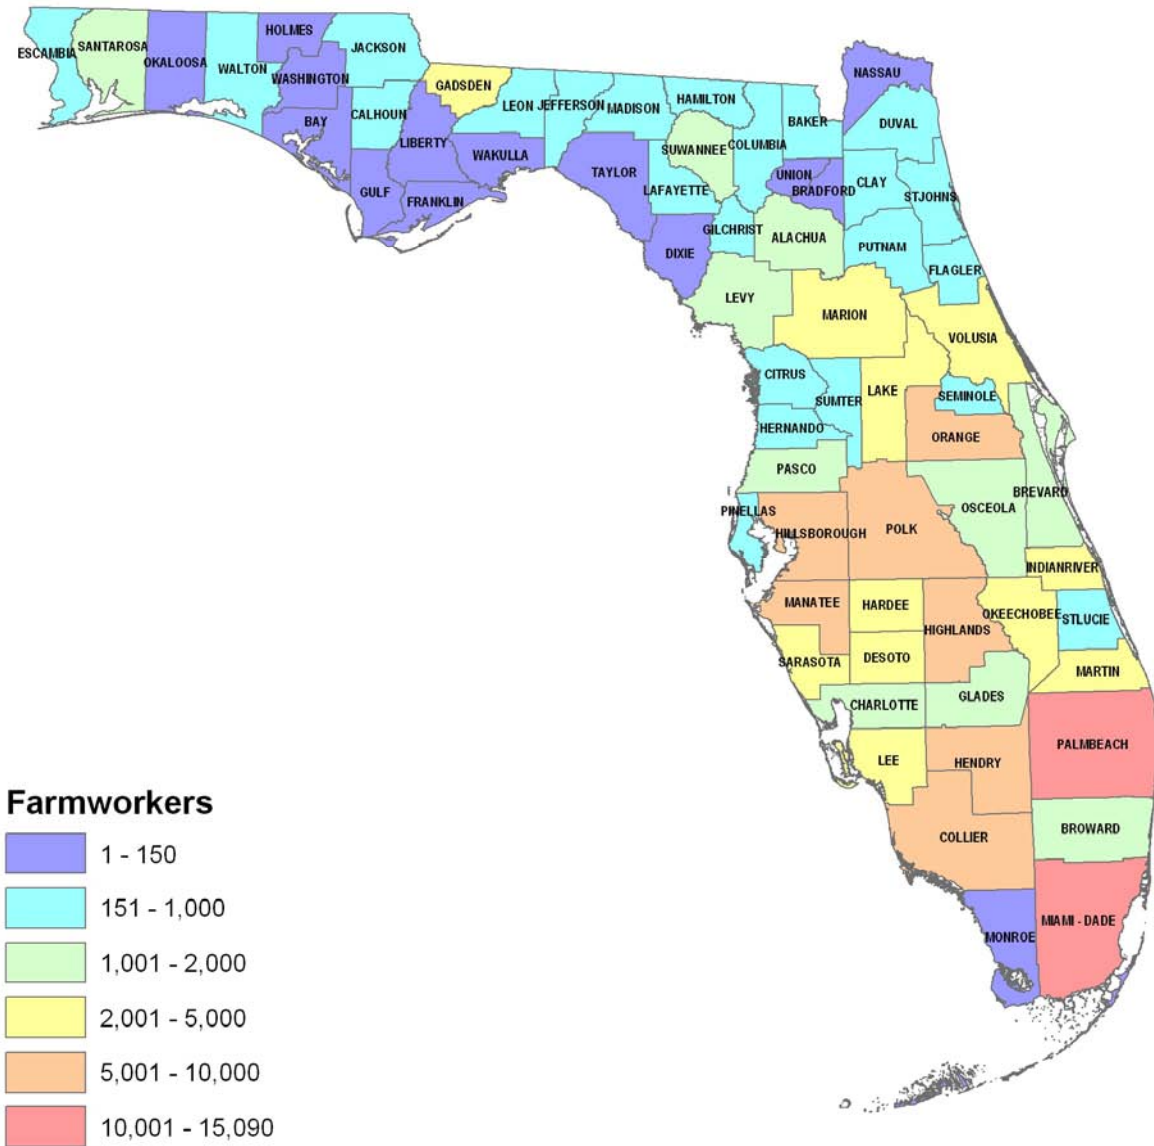 HOLMES
SANTAROSA
JACKSON
ESCAMBIA
OKALOOSA
WALTON
WASHINGTON
NASSAU
GADSDEN
LEON
JEFFERSON
MADISON
HAMILTON
CALHOUN
BAY
BAKER
DUVAL
LIBERTY
SUWANNEE
COLUMBIA
WAKULLA
TAYLOR
UNION
BRADFORD
CLAY
GULF
FRANKLIN
LAFAYETTE
STJOHNS
GILCHRIST
ALACHUA
PUTNAM
DIXIE
FLAGLER
LEVY
MARION
VOLUSIA
CITRUS
SUMTER
LAKE
SEMINOLE
HERNANDO
ORANGE
PASCO
OSCEOLA
BREVARD
PINELLAS
HILLSBOROUGH
POLK
INDIANRIVER
MANATEE
HARDEE
HIGHLANDS
OKEECHOBEE
STLUCIE
SARASOTA
DESOTO
MARTIN
CHARLOTTE
GLADES
PALMBEACH
LEE
HENDRY
BROWARD
COLLIER
MIAMI - DADE
MONROE
Farmworkers
1 - 150
151 - 1,000
1,001 - 2,000
2,001 - 5,000
5,001 - 10,000
10,001 - 15,090